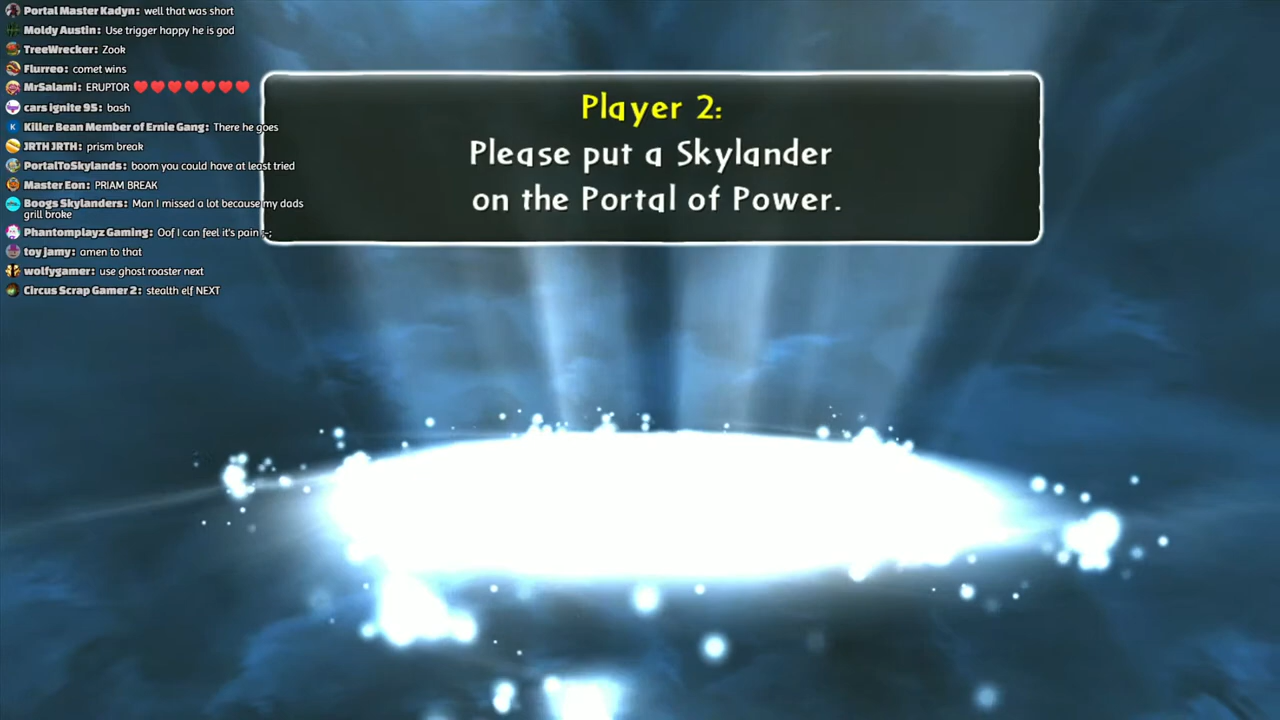 Portal Master Kadyn: well that was short
Moldy Austin: Use trigger happy he is god
TreeWrecker: Zook
Flurreo: comet wins
MrSalami: ERUPTOR ❤❤❤❤❤❤❤
cars ignite 95: bash
K
Killer Bean Member of Ernie Gang: There he goes
JRTH JRTH: prism break
PortalToSkylands: boom you could have at least tried
Master Eon: PRIAM BREAK
Boogs Skylanders: Man I missed a lot because my dads
grill broke
Phantomplayz Gaming: Oof I can feel it's pain ;-;
toy jamy: amen to that
wolfygamer: use ghost roaster next
Circus Scrap Gamer 2: stealth elf NEXT
Player 2:
Please put a Skylander
on the Portal of Power.